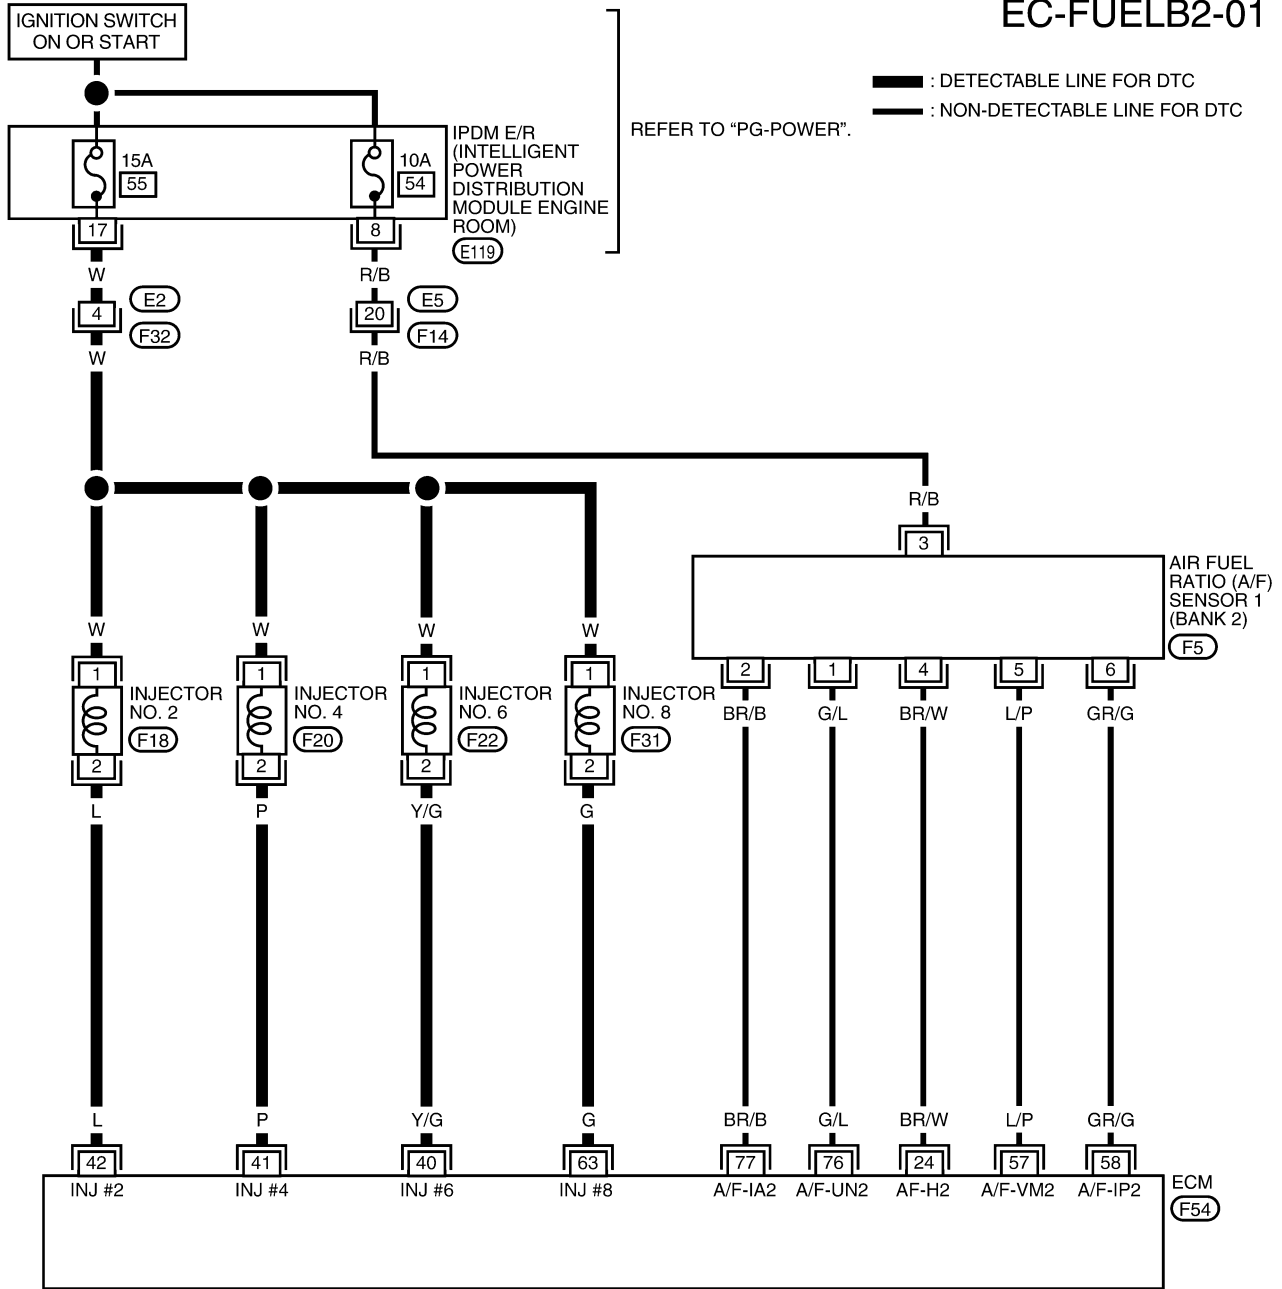 EC-FUELB2-01
IGNITION SWITCH
ON OR START
: DETECTABLE LINE FOR DTC
: NON-DETECTABLE LINE FOR DTC
REFER TO “PG-POWER”.
15A
55
10A
54
IPDM E/R
(INTELLIGENT
POWER
DISTRIBUTION
MODULE ENGINE
ROOM)
E119
17
8
W
R/B
4
E2
F32
20
E5
F14
W
R/B
R/B
3
AIR FUEL
RATIO (A/F)
SENSOR 1
(BANK 2)
F5
W
W
W
W
1
1
1
1
2
1
4
5
6
INJECTOR
NO. 2
F18
INJECTOR
NO. 4
F20
INJECTOR
NO. 6
F22
INJECTOR
NO. 8
F31
BR/B
G/L
BR/W
L/P
GR/G
2
2
2
2
L
P
Y/G
G
L
P
Y/G
G
BR/B
G/L
BR/W
L/P
GR/G
42
41
40
63
77
76
24
57
58
INJ #2
INJ #4
INJ #6
INJ #8
A/F-IA2
A/F-UN2
AF-H2
A/F-VM2
A/F-IP2
ECM
F54